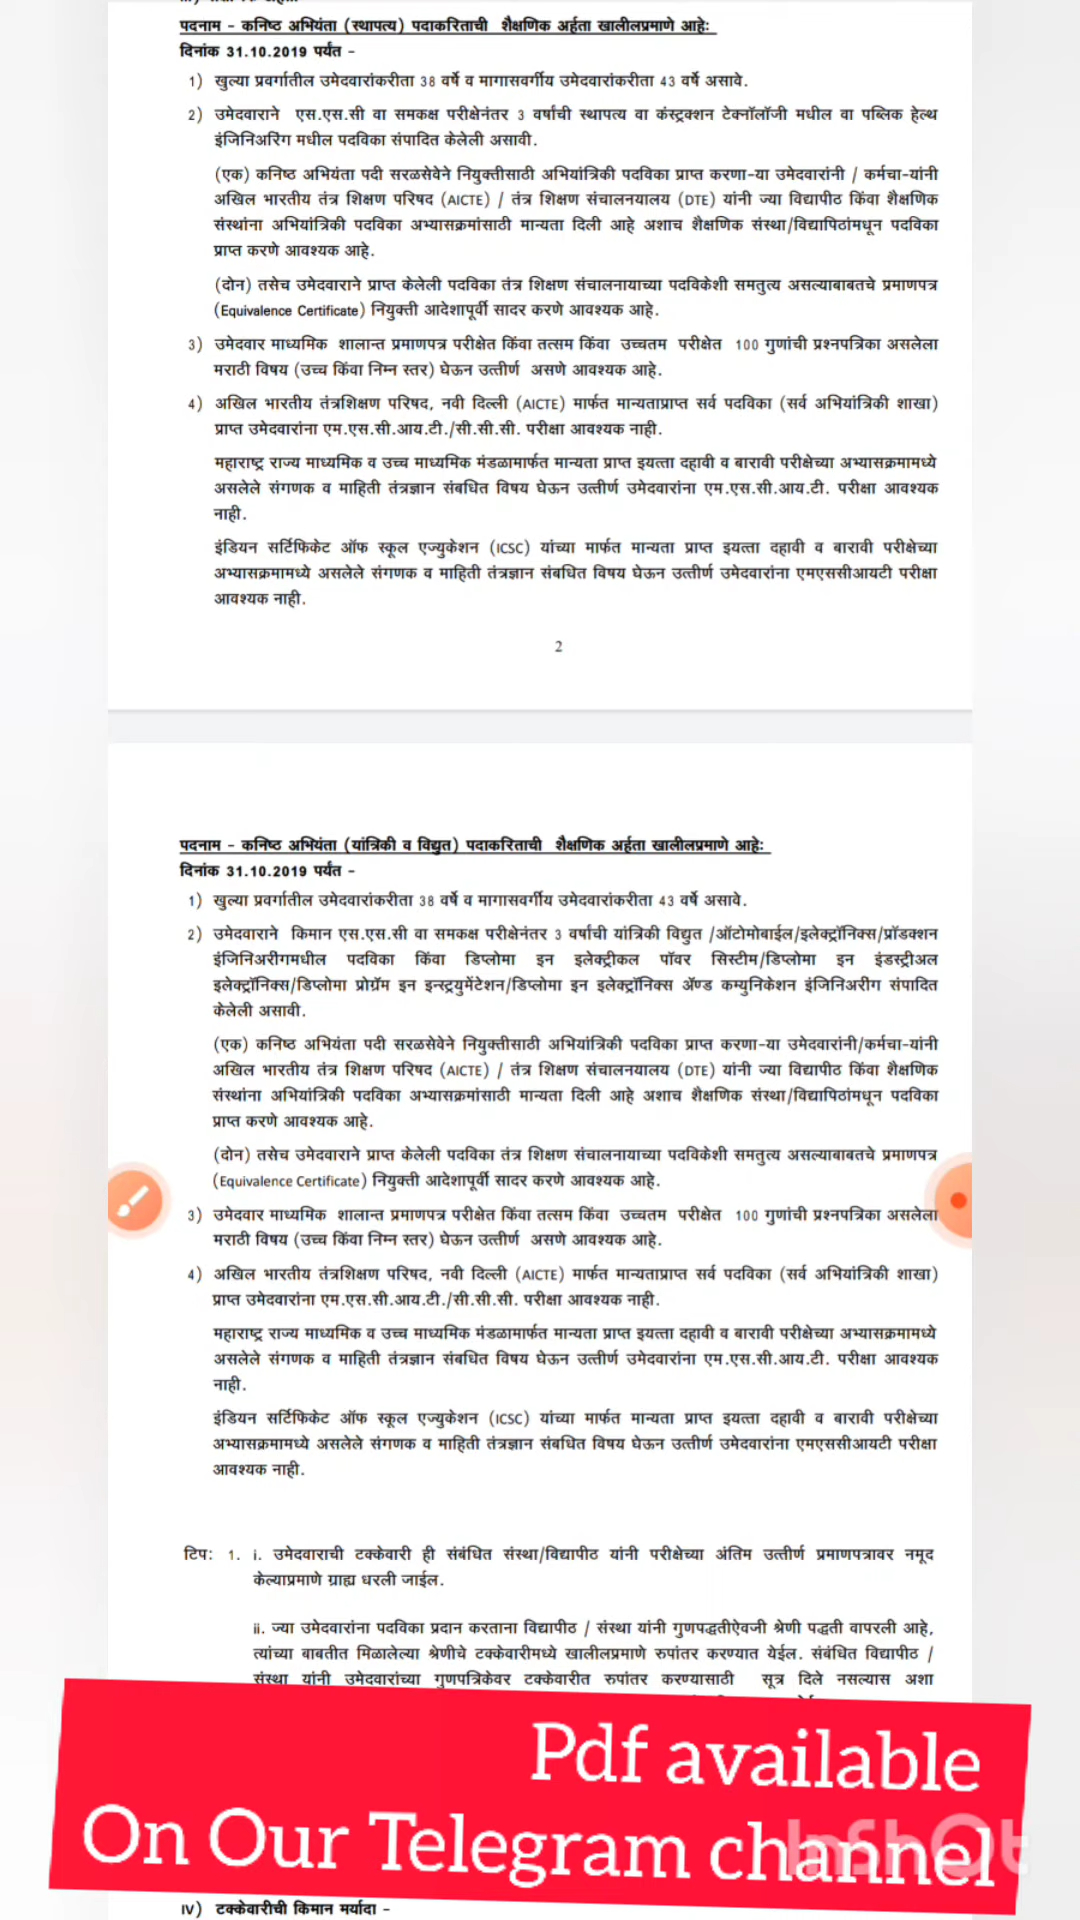 पदनाम - कनिष्ठ अभियंता (स्थापत्य) पदाकरिताची शैक्षणिक अर्हता खालीलप्रमाणे आहेः
दिनांक 31.10.2019 पर्यंत -
1) खुल्या प्रवर्गातील उमेदवारांकरीता 38 वर्षे व मागासवर्गीय उमेदवारांकरीता 43 वर्षे असावे.
2) उमेदवाराने एस.एस.सी वा समकक्ष परीक्षेनंतर 3 वर्षाची स्थापत्य वा कंस्ट्रक्शन टेक्नॉलॉजी मधील वा पब्लिक हेल्थ
इंजिनिअरिंग मधील पदविका संपादित केलेली असावी.
(एक) कनिष्ठ अभियंता पदी सरळसेवेने नियुक्तीसाठी अभियांत्रिकी पदविका प्राप्त करणा-या उमेदवारांनी / कर्मचा-यांनी
अखिल भारतीय तंत्र शिक्षण परिषद (AICTE) / तंत्र शिक्षण संचालनयालय (DTE) यांनी ज्या विद्यापीठ किंवा शैक्षणिक
संस्थांना अभियांत्रिकी पदविका अभ्यासक्रमांसाठी मान्यता दिली आहे अशाच शैक्षणिक संस्था/विद्यापिठांमधून पदविका
प्राप्त करणे आवश्यक आहे.
(दोन) तसेच उमेदवाराने प्राप्त केलेली पदविका तंत्र शिक्षण संचालनायाच्या पदविकेशी समतुत्य असल्याबाबतचे प्रमाणपत्र
(Equivalence Certificate) नियुक्ती आदेशापूर्वी सादर करणे आवश्यक आहे.
3) उमेदवार माध्यमिक शालान्त प्रमाणपत्र परीक्षेत किंवा तत्सम किंवा उच्चतम परीक्षेत 100 गुणांची प्रश्नपत्रिका असलेला
मराठी विषय (उच्च किंवा निम्न स्तर) घेऊन उत्तीर्ण असणे आवश्यक आहे.
4) अखिल भारतीय तंत्रशिक्षण परिषद, नवी दिल्ली (AICTE) मार्फत मान्यताप्राप्त सर्व पदविका (सर्व अभियांत्रिकी शाखा)
प्राप्त उमेदवारांना एम.एस.सी.आय.टी./सी.सी.सी. परीक्षा आवश्यक नाही.
महाराष्ट्र राज्य माध्यमिक व उच्च माध्यमिक मंडळामार्फत मान्यता प्राप्त इयत्ता दहावी व बारावी परीक्षेच्या अभ्यासक्रमामध्ये
असलेले संगणक व माहिती तंत्रज्ञान संबधित विषय घेऊन उत्तीर्ण उमेदवारांना एम.एस.सी.आय.टी. परीक्षा आवश्यक
नाही.
इंडियन सर्टिफिकेट ऑफ स्कूल एज्युकेशन (ICSC) यांच्या मार्फत मान्यता प्राप्त इयत्ता दहावी व बारावी परीक्षेच्या
अभ्यासक्रमामध्ये असलेले संगणक व माहिती तंत्रज्ञान संबधित विषय घेऊन उत्तीर्ण उमेदवारांना एमएससीआयटी परीक्षा
आवश्यक नाही.
2
पदनाम - कनिष्ठ अभियंता (यांत्रिकी व विद्युत) पदाकरिताची शैक्षणिक अर्हता खालीलप्रमाणे आहेः
दिनांक 31.10.2019 पर्यंत -
1) खुल्या प्रवर्गातील उमेदवारांकरीता 38 वर्षे व मागासवर्गीय उमेदवारांकरीता 43 वर्षे असावे.
2) उमेदवाराने किमान एस.एस.सी वा समकक्ष परीक्षेनंतर 3 वर्षाची यांत्रिकी विद्युत /ऑटोमोबाईल/इलेक्ट्रॉनिक्स/प्रॉडक्शन
इंजिनिअरींगमधील पदविका किंवा डिप्लोमा इन इलेक्ट्रीकल पॉवर सिस्टीम/डिप्लोमा इन इंडस्ट्रीअल
इलेक्ट्रॉनिक्स/डिप्लोमा प्रोग्रॅम इन इन्स्ट्रयुमेंटेशन/डिप्लोमा इन इलेक्ट्रॉनिक्स ॲण्ड कम्युनिकेशन इंजिनिअरीग संपादित
केलेली असावी.
(एक) कनिष्ठ अभियंता पदी सरळसेवेने नियुक्तीसाठी अभियांत्रिकी पदविका प्राप्त करणा-या उमेदवारांनी/कर्मचा-यांनी
अखिल भारतीय तंत्र शिक्षण परिषद (AICTE) / तंत्र शिक्षण संचालनयालय (DTE) यांनी ज्या विद्यापीठ किंवा शैक्षणिक
संस्थांना अभियांत्रिकी पदविका अभ्यासक्रमांसाठी मान्यता दिली आहे अशाच शैक्षणिक संस्था/विद्यापिठांमधून पदविका
प्राप्त करणे आवश्यक आहे.
(दोन) तसेच उमेदवाराने प्राप्त केलेली पदविका तंत्र शिक्षण संचालनायाच्या पदविकेशी समतुत्य असल्याबाबतचे प्रमाणपत्र
(Equivalence Certificate) नियुक्ती आदेशापूर्वी सादर करणे आवश्यक आहे.
3) उमेदवार माध्यमिक शालान्त प्रमाणपत्र परीक्षेत किंवा तत्सम किंवा उच्चतम परीक्षेत 100 गुणांची प्रश्नपत्रिका असलेला
मराठी विषय (उच्च किंवा निम्न स्तर) घेऊन उत्तीर्ण असणे आवश्यक आहे.
4) अखिल भारतीय तंत्रशिक्षण परिषद, नवी दिल्ली (AICTE) मार्फत मान्यताप्राप्त सर्व पदविका (सर्व अभियांत्रिकी शाखा)
प्राप्त उमेदवारांना एम.एस.सी.आय.टी./सी.सी.सी. परीक्षा आवश्यक नाही.
महाराष्ट्र राज्य माध्यमिक व उच्च माध्यमिक मंडळामार्फत मान्यता प्राप्त इयत्ता दहावी व बारावी परीक्षेच्या अभ्यासक्रमामध्ये
असलेले संगणक व माहिती तंत्रज्ञान संबधित विषय घेऊन उत्तीर्ण उमेदवारांना एम.एस.सी.आय.टी. परीक्षा आवश्यक
नाही.
इंडियन सर्टिफिकेट ऑफ स्कूल एज्युकेशन (ICSC) यांच्या मार्फत मान्यता प्राप्त इयत्ता दहावी व बारावी परीक्षेच्या
अभ्यासक्रमामध्ये असलेले संगणक व माहिती तंत्रज्ञान संबधित विषय घेऊन उत्तीर्ण उमेदवारांना एमएससीआयटी परीक्षा
आवश्यक नाही.
टिपः 1. i. उमेदवाराची टक्केवारी ही संबंधित संस्था/विद्यापीठ यांनी परीक्षेच्या अंतिम उत्तीर्ण प्रमाणपत्रावर नमूद
केल्याप्रमाणे ग्राह्य धरली जाईल.
ii. ज्या उमेदवारांना पदविका प्रदान करताना विद्यापीठ / संस्था यांनी गुणपद्धतीऐवजी श्रेणी पद्धती वापरली आहे,
त्यांच्या बाबतीत मिळालेल्या श्रेणीचे टक्केवारीमध्ये खालीलप्रमाणे रुपांतर करण्यात येईल. संबंधित विद्यापीठ /
संस्था यांनी उमेदवारांच्या गुणपत्रिकेवर टक्केवारीत रुपांतर करण्यासाठी सूत्र दिले नसल्यास अशा
Pdf available
On Our Telegram channel
InShOt
IV) टक्केवारीची किमान मर्यादा -